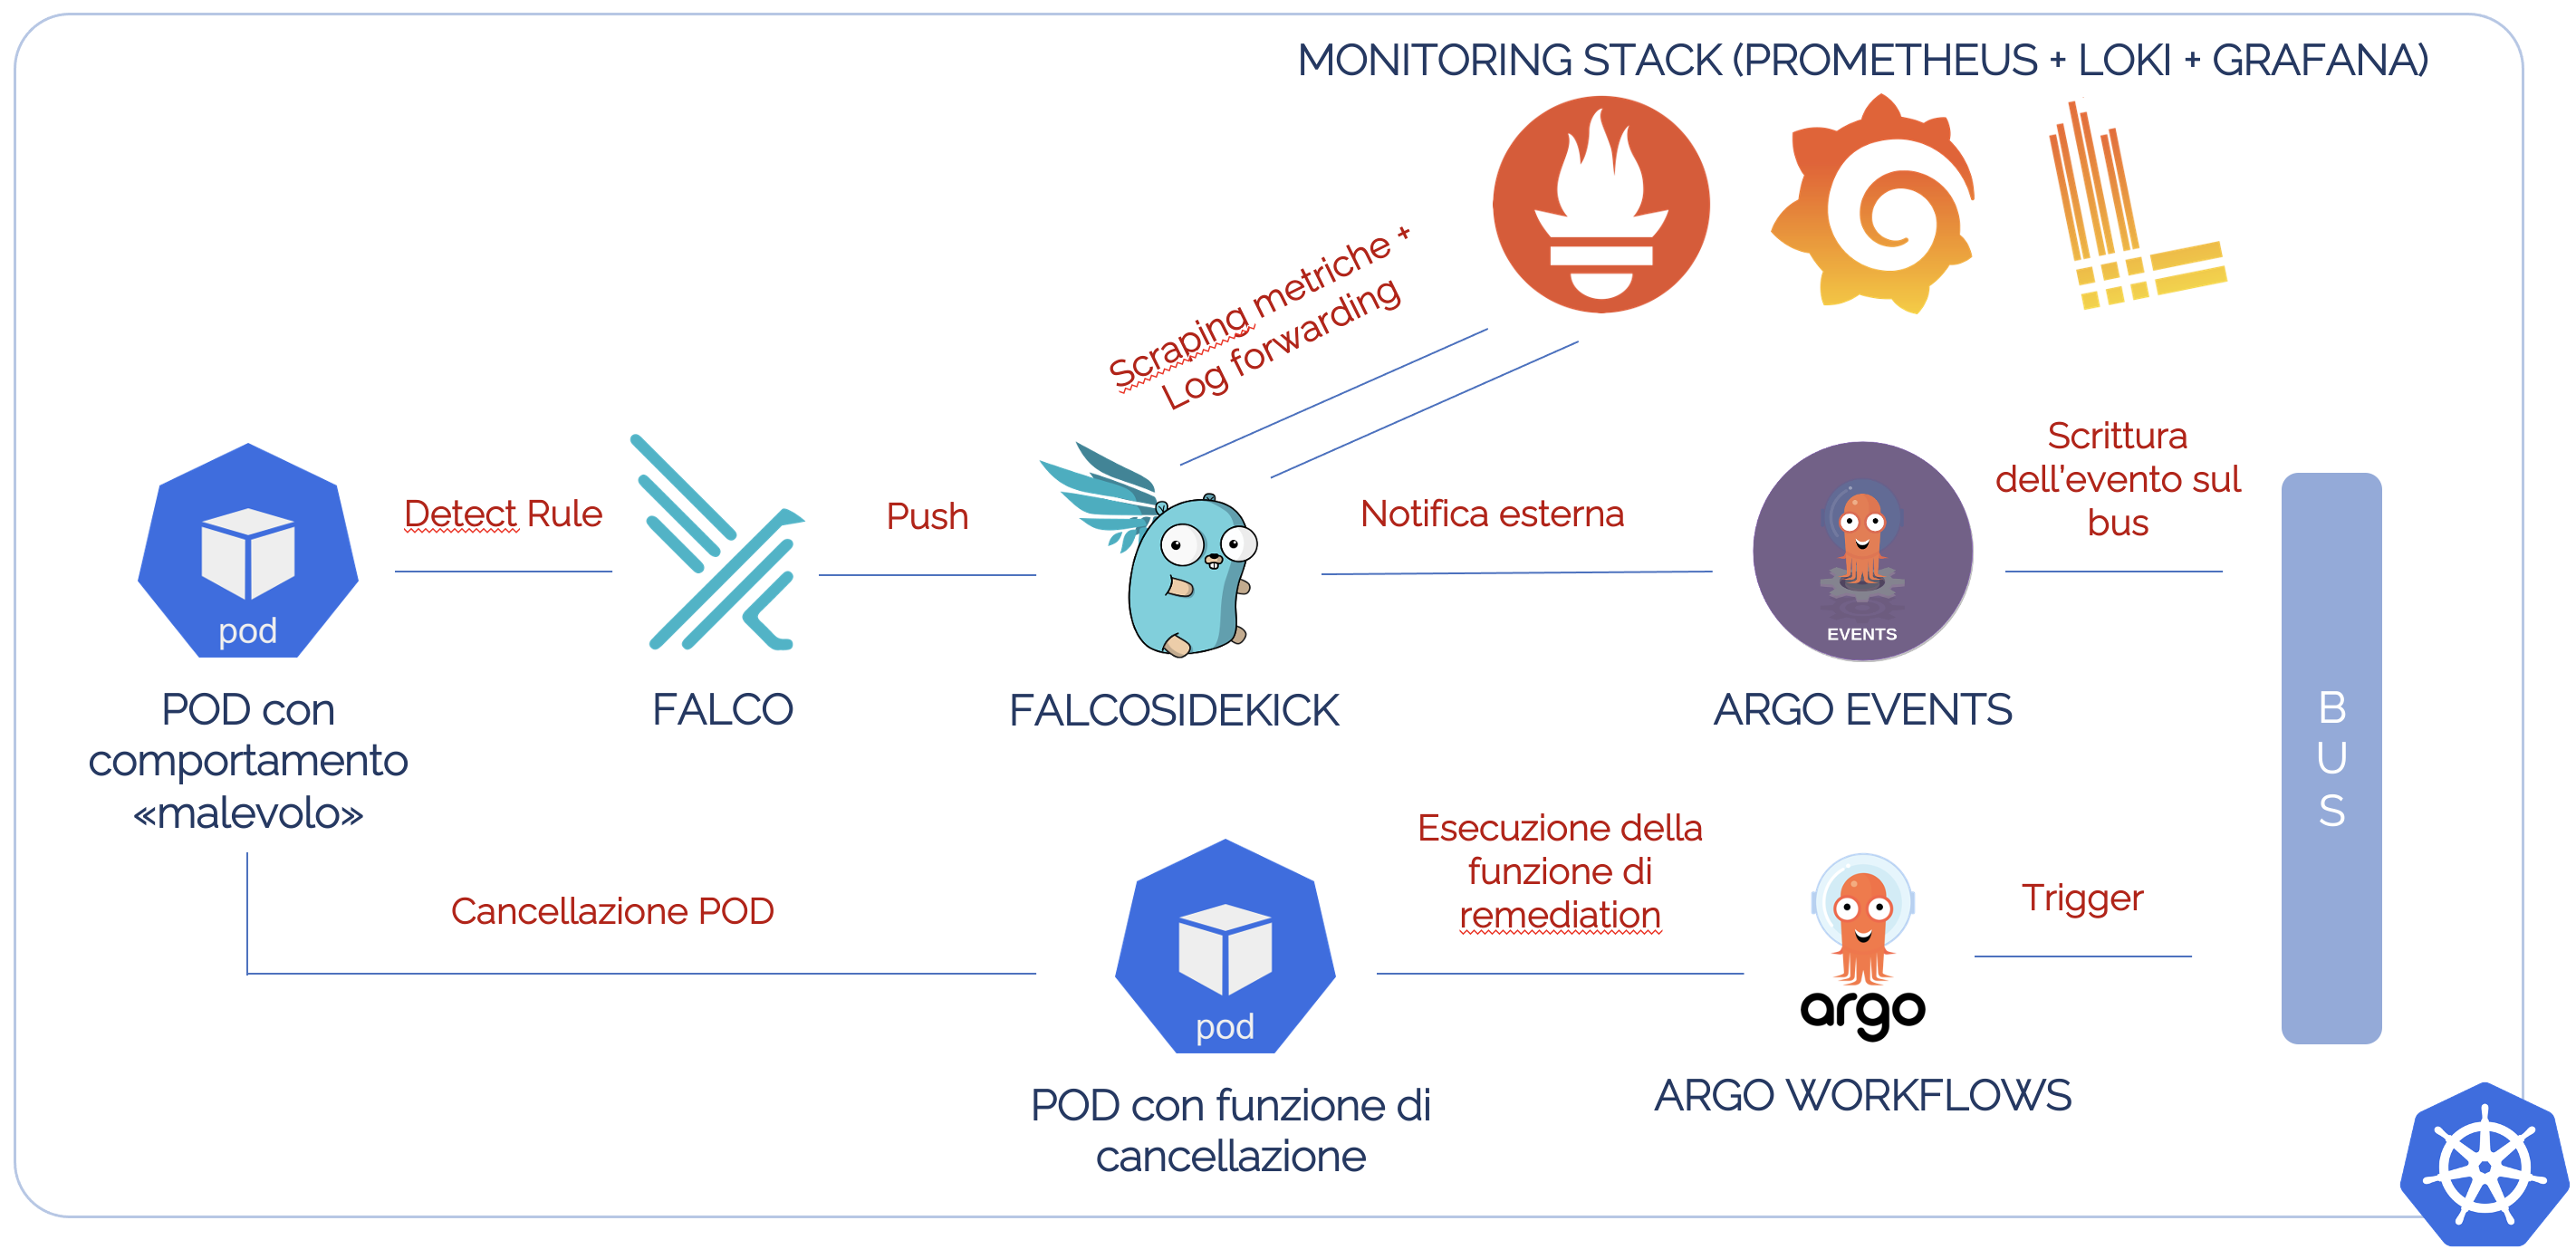 MONITORING STACK (PROMETHEUS + LOKI + GRAFANA)
Scraping metriche +
Log forwarding
Detect Rule
Push
Notifica esterna
Scrittura
dell'evento sul
bus
pod
EVENTS
POD con
comportamento
«malevolo»
FALCO
FALCOSIDEKICK
ARGO EVENTS
B
U
S
Cancellazione POD
Esecuzione della
funzione di
remediation
Trigger
pod
argo
POD con funzione di
cancellazione
ARGO WORKFLOWS